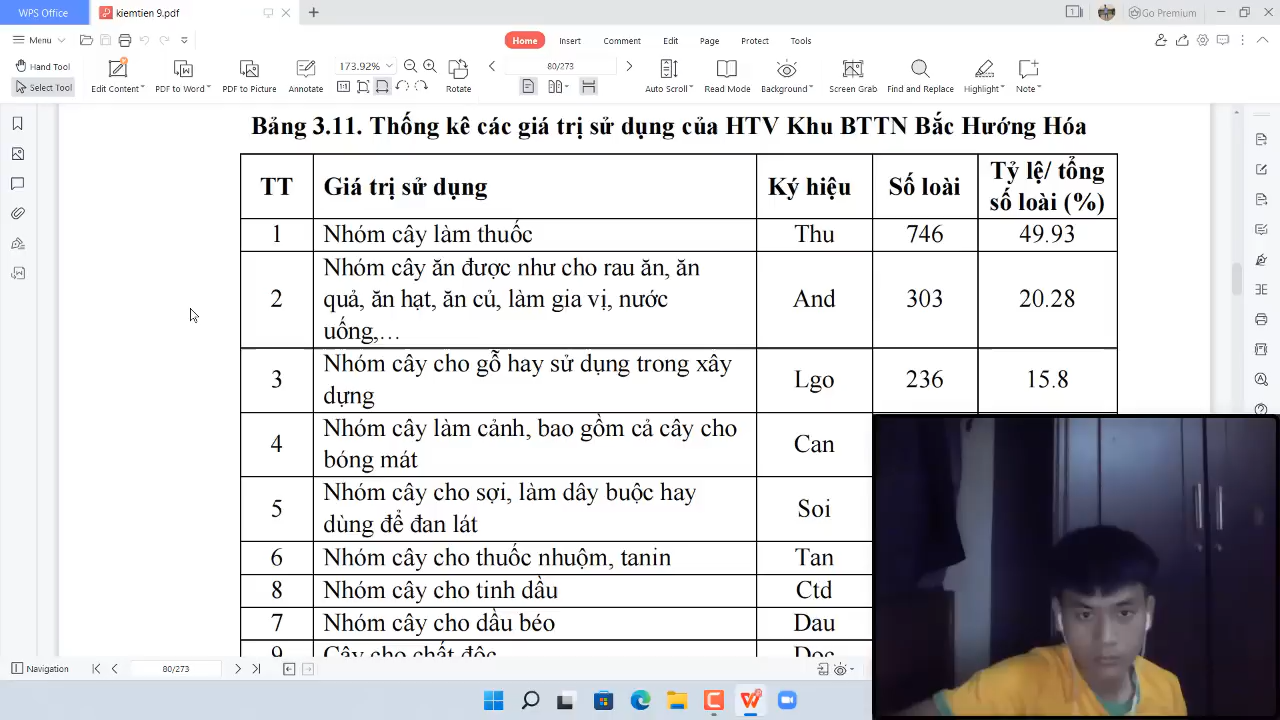 WPS Office
kiemtien 9.pdf
Go Premium
Menu
Home
Insert
Comment
Edit
Page
Protect
Tools
Hand Tool
Select Tool
Edit Content
PDF to Word
PDF to Picture
Annotate
173.92%
Rotate
80/273
Auto Scroll
Read Mode
Background
Screen Grab
Find and Replace
Highlight
Note
Bảng 3.11. Thống kê các giá trị sử dụng của HTV Khu BTTN Bắc Hướng Hóa
TT Giá trị sử dụng Ký hiệu Số loài Tỷ lệ/ tổng
số loài (%)
1 Nhóm cây làm thuốc Thu 746 49.93
Nhóm cây ăn được như cho rau ăn, ăn
2 quả, ăn hạt, ăn củ, làm gia vị, nước And 303 20.28
uống,...
3 Nhóm cây cho gỗ hay sử dụng trong xây Lgo 236 15.8
dựng
4 Nhóm cây làm cảnh, bao gồm cả cây cho Can
bóng mát
5 Nhóm cây cho sợi, làm dây buộc hay Soi
dùng để đan lát
6 Nhóm cây cho thuốc nhuộm, tanin Tan
8 Nhóm cây cho tinh dầu Ctd
7 Nhóm cây cho dầu béo Dau
9 Cây cho chất độc Doc
Navigation
80/273